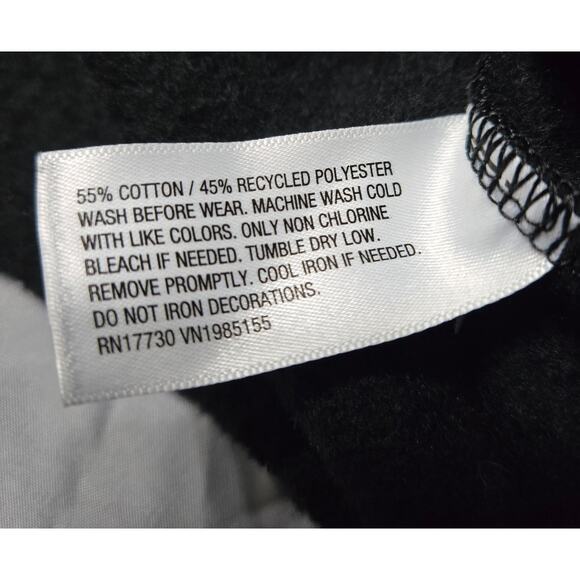 55% COTTON / 45% RECYCLED POLYESTER
WASH BEFORE WEAR. MACHINE WASH COLD
WITH LIKE COLORS. ONLY NON CHLORINE
BLEACH IF NEEDED. TUMBLE DRY LOW.
REMOVE PROMPTLY. COOL IRON IF NEEDED.
DO NOT IRON DECORATIONS.
RN17730 VN1985155